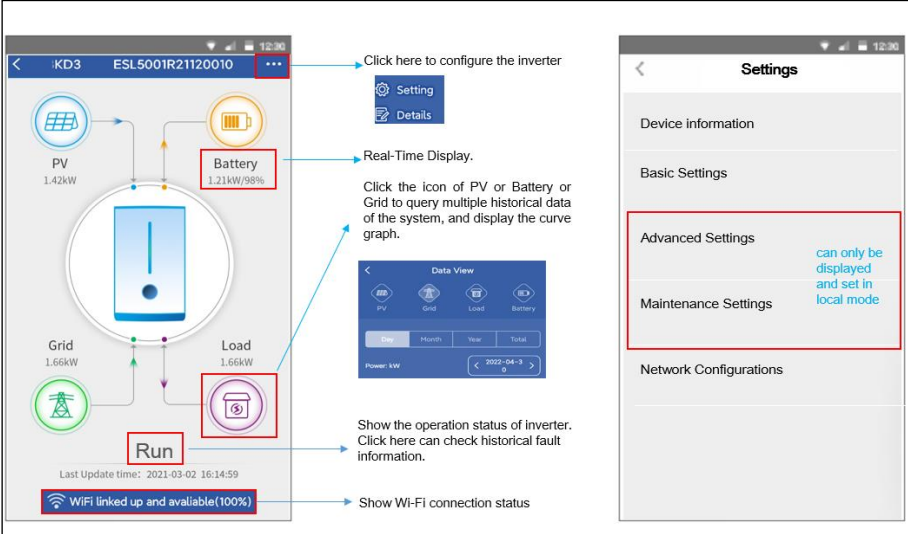 12:30
KD3 ESL5001R21120010 ...
PV
1.42kW
Battery
1.21kW/98%
Grid
1.66kW
Load
1.66kW
Run
Last Update time: 2021-03-02 16:14:59
WiFi linked up and avaliable(100%)
Click here to configure the inverter
Setting
Details
Real-Time Display.
Click the icon of PV or Battery or
Grid to query multiple historical data
of the system, and display the curve
graph.
Data View
PV Grid Load Battery
Day Month Year Total
Power: kW
2022-04-3
0
Show the operation status of inverter.
Click here can check historical fault
information.
Show Wi-Fi connection status
12:30
Settings
Device information
Basic Settings
Advanced Settings
Maintenance Settings
can only be
displayed
and set in
local mode
Network Configurations